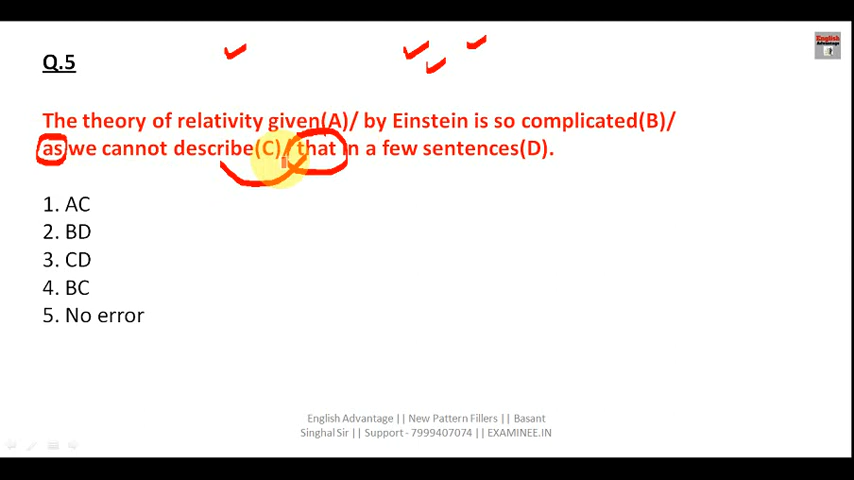 English
Advantage
Q.5
The theory of relativity given(A)/ by Einstein is so complicated(B)/
as we cannot describe(C)/ that in a few sentences(D).
1. AC
2. BD
3. CD
4. BC
5. No error
English Advantage || New Pattern Fillers || Basant
Singhal Sir || Support - 7999407074 || EXAMINEE.IN